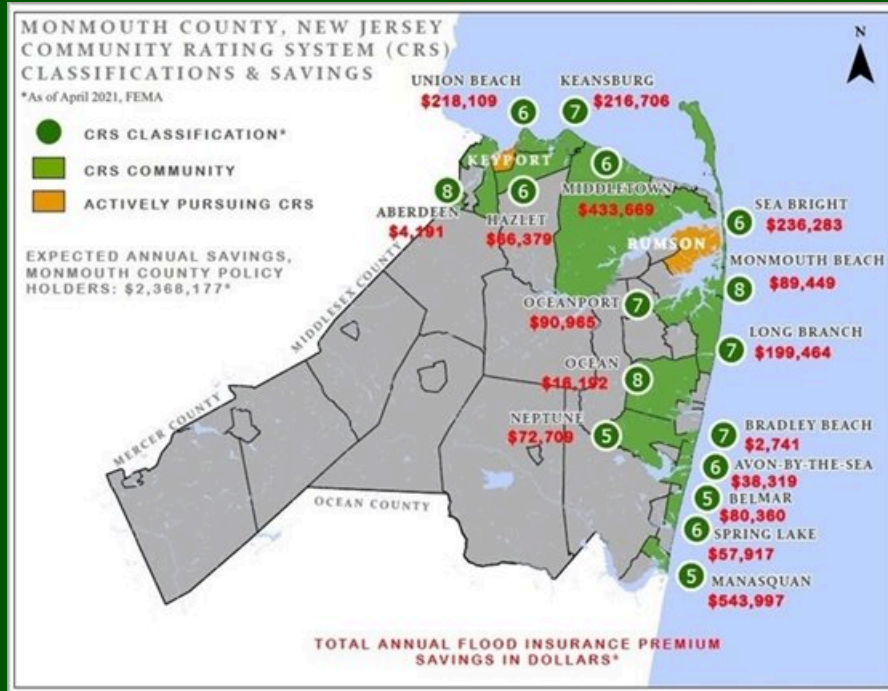 MONMOUTH COUNTY, NEW JERSEY
COMMUNITY RATING SYSTEM (CRS)
CLASSIFICATIONS & SAVINGS
*As of April 2021, FEMA
CRS CLASSIFICATION*
CRS COMMUNITY
ACTIVELY PURSUING CRS
EXPECTED ANNUAL SAVINGS,
MONMOUTH COUNTY POLICY
HOLDERS: $2,368,177*
N
UNION BEACH
$218,109
6
KEANSBURG
7
$216,706
KEYPORT
6
MIDDLETOWN
$433,669
8
ABERDEEN
$4,191
6
HAZLET
$66,379
SEA BRIGHT
6
$236,283
RUMSON
MONMOUTH BEACH
8
$89,449
OCEANPORT
7
$90,965
LONG BRANCH
7
$199,464
OCEAN
8
$16,192
NEPTUNE
5
$72,709
BRADLEY BEACH
7
$2,741
AVON-BY-THE-SEA
6
$38,319
5
BELMAR
$80,360
6
SPRING LAKE
$57,917
5
MANASQUAN
$543,997
MIDDLESEX COUNTY
MERCER COUNTY
OCEAN COUNTY
TOTAL ANNUAL FLOOD INSURANCE PREMIUM
SAVINGS IN DOLLARS*